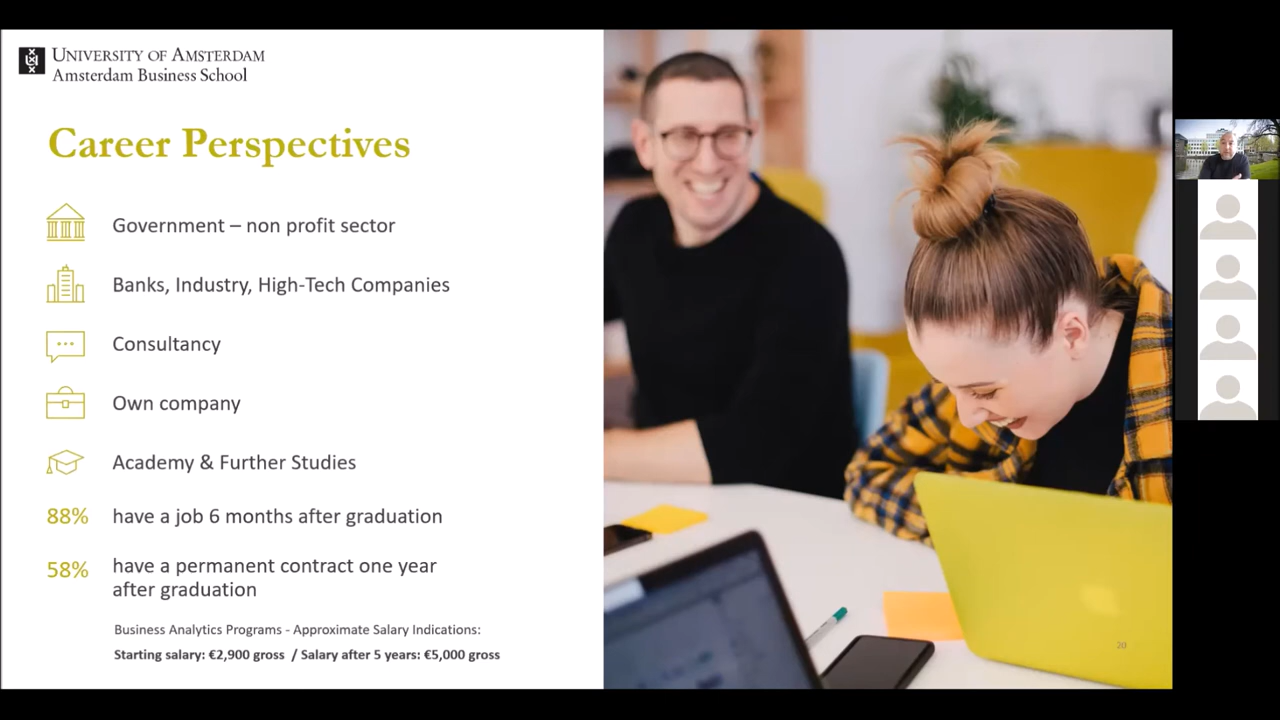 UNIVERSITY OF AMSTERDAM
Amsterdam Business School
Career Perspectives
Government – non profit sector
Banks, Industry, High-Tech Companies
Consultancy
Own company
Academy & Further Studies
88% have a job 6 months after graduation
58% have a permanent contract one year
after graduation
Business Analytics Programs - Approximate Salary Indications:
Starting salary: €2,900 gross / Salary after 5 years: €5,000 gross
20